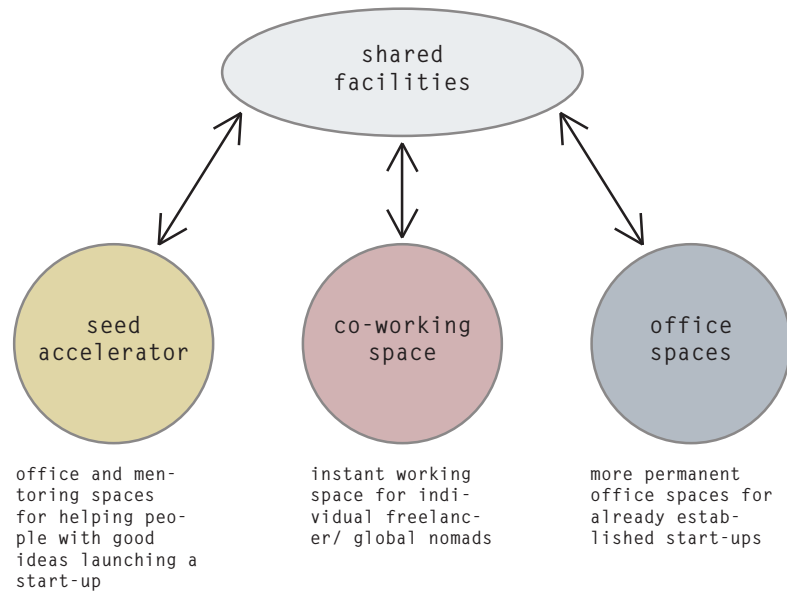 shared
facilities
seed
accelerator
co-working
space
office
spaces
office and men-
toring spaces
for helping peo-
ple with good
ideas launching a
start-up
instant working
space for indi-
vidual freelanc-
er/ global nomads
more permanent
office spaces for
already estab-
lished start-ups